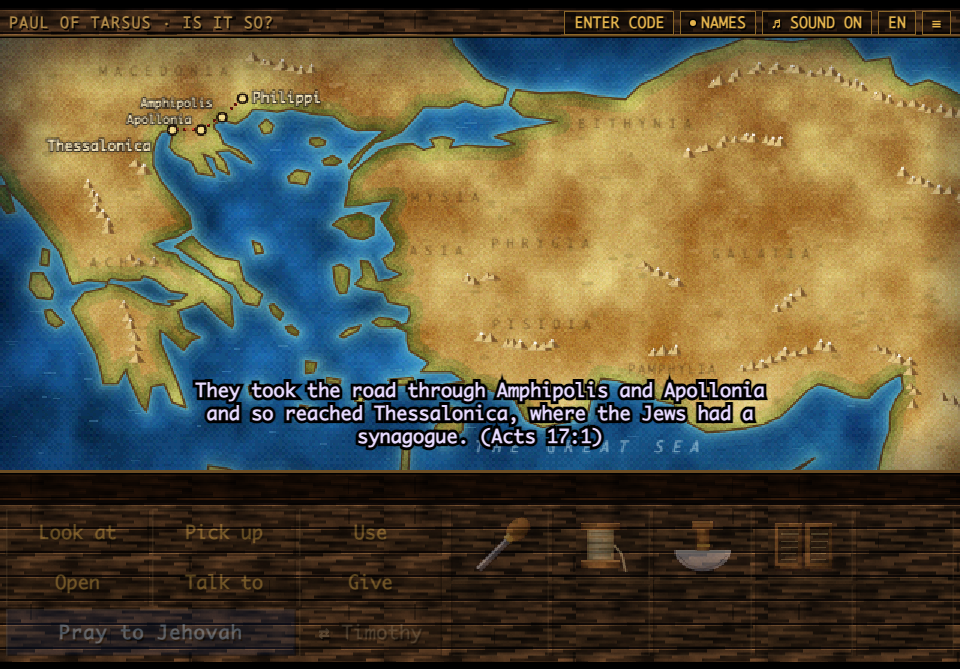 PAUL OF TARSUS · IS IT SO?
ENTER CODE
● NAMES
♬ SOUND ON
EN
≡
MACEDONIA
Amphipolis
Philippi
Apollonia
BITHYNIA
Thessalonica
MYSIA
PHRYGIA
ASIA
GALATIA
ACHAIA
PISIDIA
PAMPHYLIA
They took the road through Amphipolis and Apollonia
and so reached Thessalonica, where the Jews had a
synagogue. (Acts 17:1)
THE GREAT SEA
Look at
Pick up
Use
Open
Talk to
Give
Pray to Jehovah
⇄ Timothy